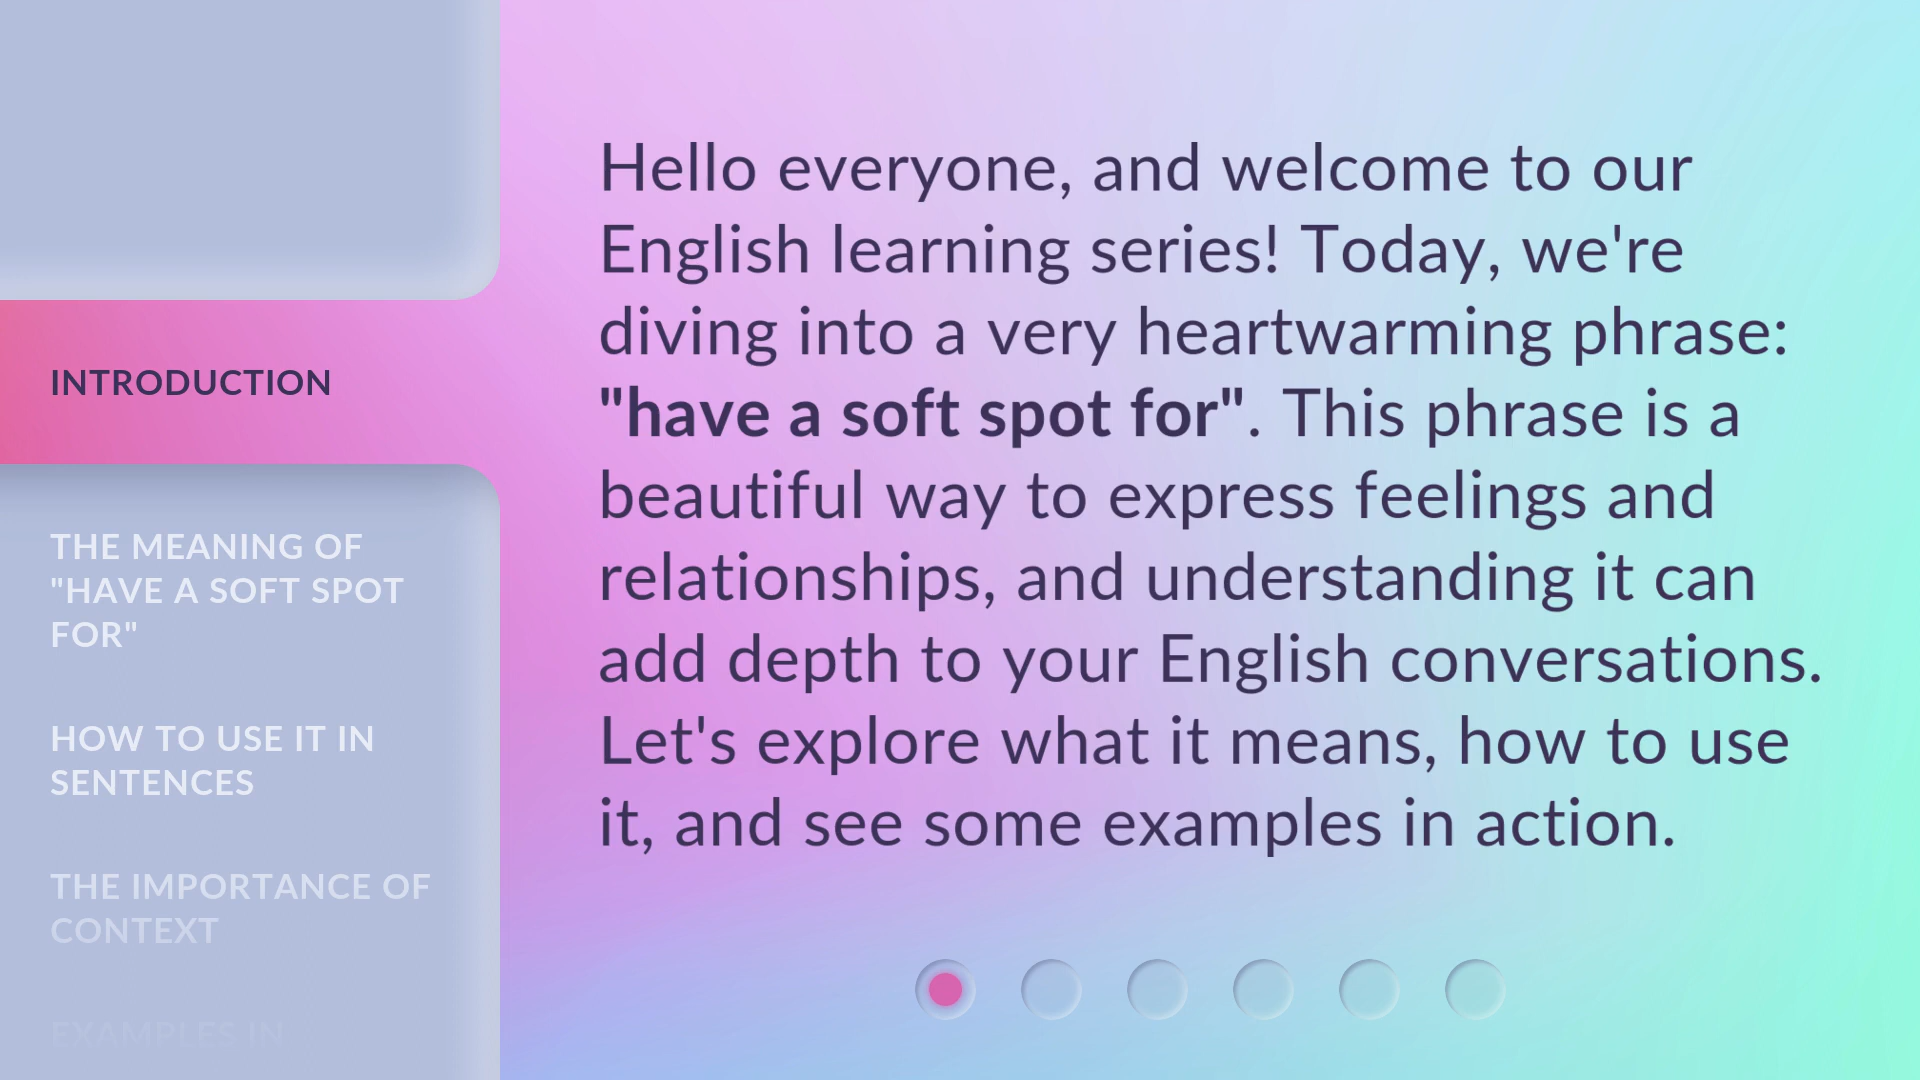 INTRODUCTION
THE MEANING OF
"HAVE A SOFT SPOT
FOR"
HOW TO USE IT IN
SENTENCES
THE IMPORTANCE OF
CONTEXT
EXAMPLES IN
Hello everyone, and welcome to our
English learning series! Today, we're
diving into a very heartwarming phrase:
"have a soft spot for". This phrase is a
beautiful way to express feelings and
relationships, and understanding it can
add depth to your English conversations.
Let's explore what it means, how to use
it, and see some examples in action.